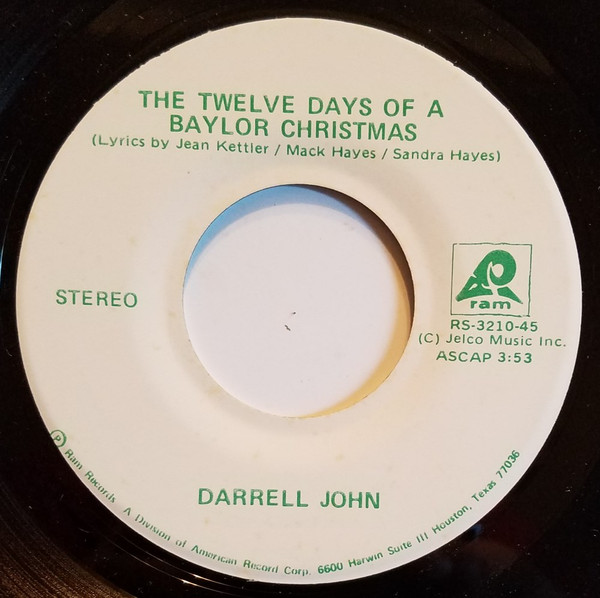 THE TWELVE DAYS OF A
BAYLOR CHRISTMAS
(Lyrics by Jean Kettler / Mack Hayes / Sandra Hayes)
STEREO
ram
RS-3210-45
(C) Jelco Music Inc.
ASCAP 3:53
DARRELL JOHN
Ⓟ Ram Records A Division of American Record Corp. 6600 Harwin Suite III Houston, Texas 77036